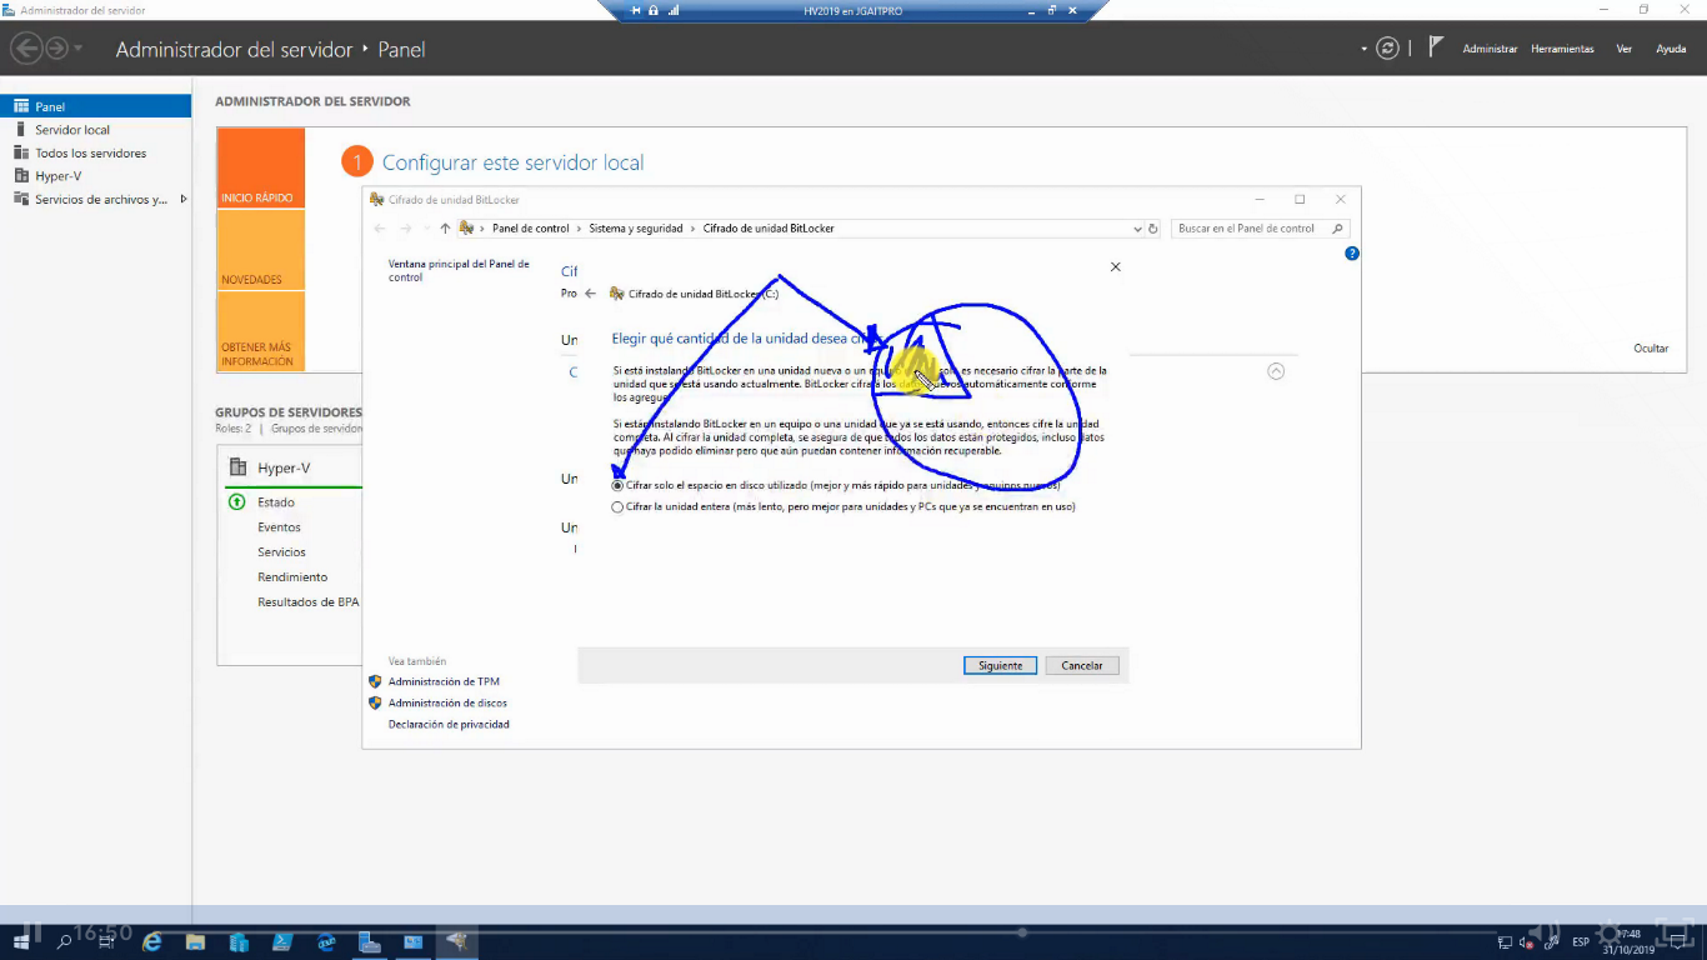 Administrador del servidor
HV2019 en JGAITPRO
Administrador del servidor ‣ Panel
Administrar
Herramientas
Ver
Ayuda
Panel
Servidor local
Todos los servidores
Hyper-V
Servicios de archivos y...
ADMINISTRADOR DEL SERVIDOR
INICIO RÁPIDO
NOVEDADES
OBTENER MÁS
INFORMACIÓN
1 Configurar este servidor local
Ocultar
GRUPOS DE SERVIDORES
Roles: 2 | Grupos de servidor
Hyper-V
Estado
Eventos
Servicios
Rendimiento
Resultados de BPA
Cifrado de unidad BitLocker
Panel de control > Sistema y seguridad > Cifrado de unidad BitLocker
Buscar en el Panel de control
Ventana principal del Panel de
control
Cif
Pro
Un
C
Un
Un
Cifrado de unidad BitLocker (C:)
Elegir qué cantidad de la unidad desea
Si está instalando BitLocker en una unidad nueva o un equipo solo es necesario cifrar la parte de la
unidad que se está usando actualmente. BitLocker cifrará los datos nuevos automáticamente conforme
los agregue
Si están instalando BitLocker en un equipo o una unidad que ya se está usando, entonces cifre la unidad
completa. Al cifrar la unidad completa, se asegura de que todos los datos están protegidos, incluso datos
que haya podido eliminar pero que aún puedan contener información recuperable.
Cifrar solo el espacio en disco utilizado (mejor y más rápido para unidades y equipos nuevos)
Cifrar la unidad entera (más lento, pero mejor para unidades y PCs que ya se encuentran en uso)
Siguiente
Cancelar
Vea también
Administración de TPM
Administración de discos
Declaración de privacidad
16:50
ESP
17:48
31/10/2019